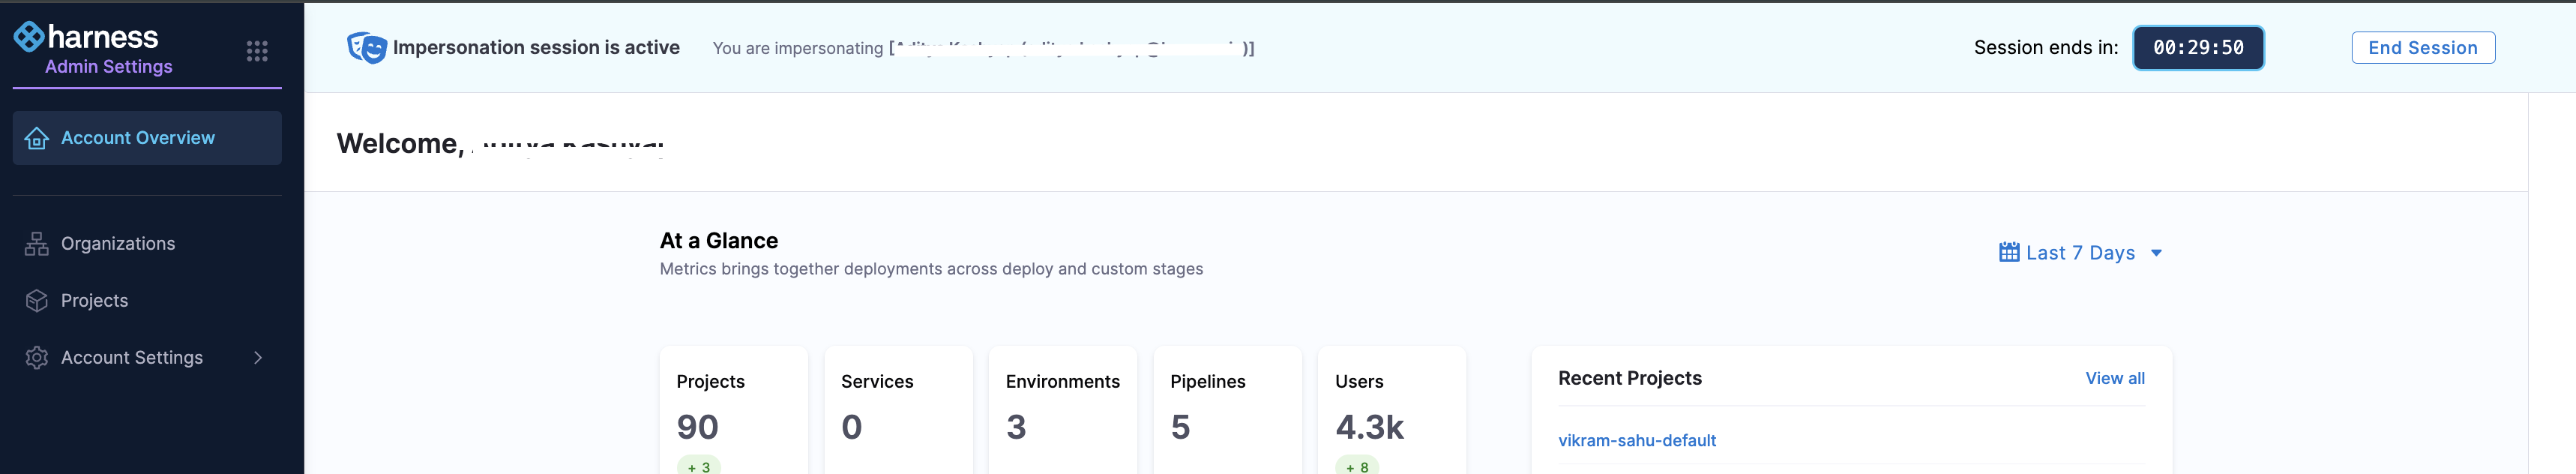 harness
Admin Settings
Account Overview
Organizations
Projects
Account Settings
Impersonation session is active
You are impersonating [ )]
Session ends in: 00:29:50
End Session
Welcome,
At a Glance
Metrics brings together deployments across deploy and custom stages
Last 7 Days
Projects
90
+ 3
Services
0
Environments
3
Pipelines
5
Users
4.3k
+ 8
Recent Projects
View all
vikram-sahu-default